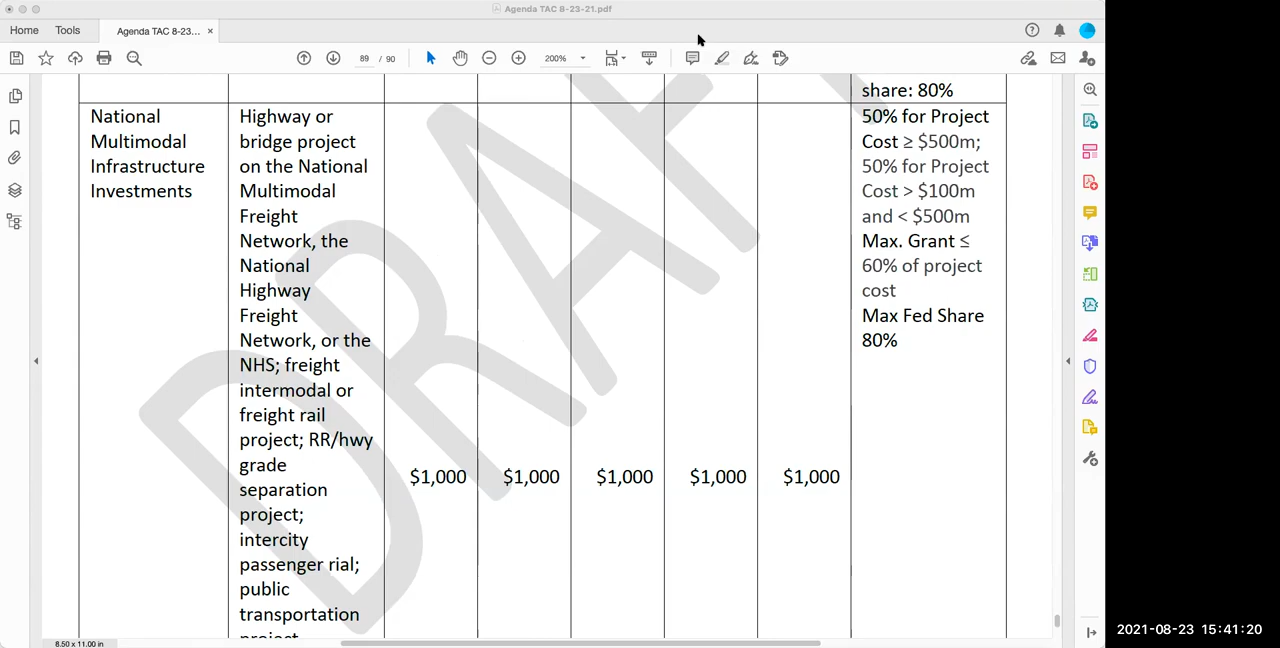 Agenda TAC 8-23-21.pdf
Home Tools Agenda TAC 8-23... ×
89 / 90 200%
share: 80%
National
Multimodal
Infrastructure
Investments
Highway or
bridge project
on the National
Multimodal
Freight
Network, the
National
Highway
Freight
Network, or the
NHS; freight
intermodal or
freight rail
project; RR/hwy
grade
separation
project;
intercity
passenger rial;
public
transportation
project
$1,000 $1,000 $1,000 $1,000 $1,000
50% for Project
Cost ≥ $500m;
50% for Project
Cost > $100m
and < $500m
Max. Grant ≤
60% of project
cost
Max Fed Share
80%
DRAFT
8.50 x 11.00 in
2021-08-23 15:41:20